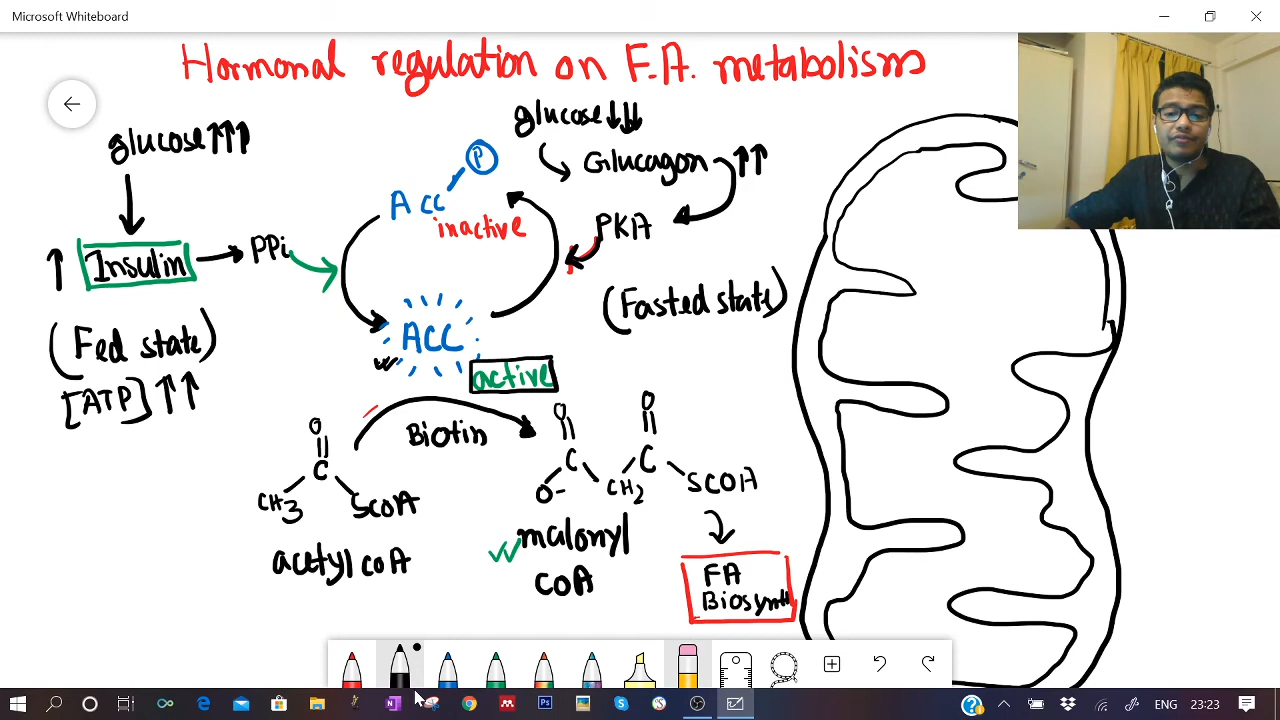 Microsoft Whiteboard
Hormonal regulation on F.A. metabolism
glucose↑↑↑
↑ Insulin → PPi
(Fed state)
[ATP]↑↑
Acc
P
inactive
ACC
active
glucose↓↓↓
Glucagon ↑↑
PKA
(Fasted state)
Biotin
O
C
CH3
SCOA
acetyl coA
O
O
C
C
O-
CH2
SCOA
malonyl
coA
FA
Biosynth
ENG
23:23